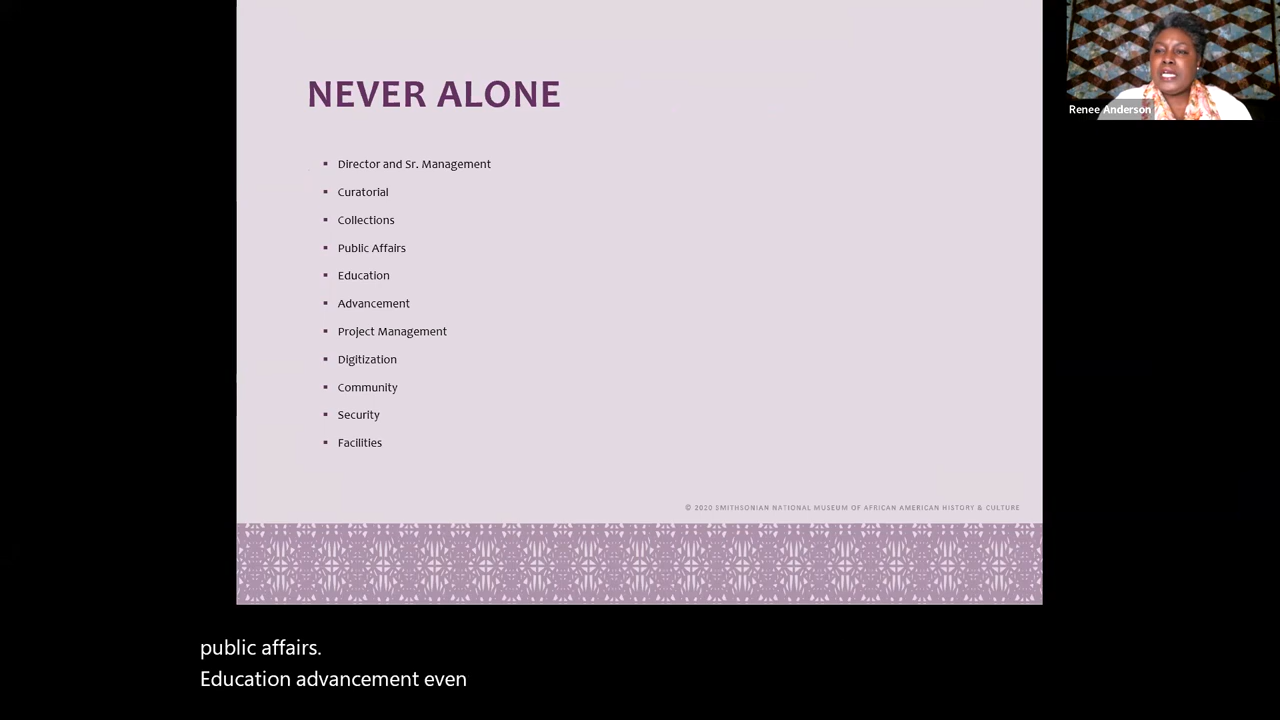 NEVER ALONE
Renee Anderson
Director and Sr. Management
Curatorial
Collections
Public Affairs
Education
Advancement
Project Management
Digitization
Community
Security
Facilities
© 2020 SMITHSONIAN NATIONAL MUSEUM OF AFRICAN AMERICAN HISTORY & CULTURE
public affairs.
Education advancement even